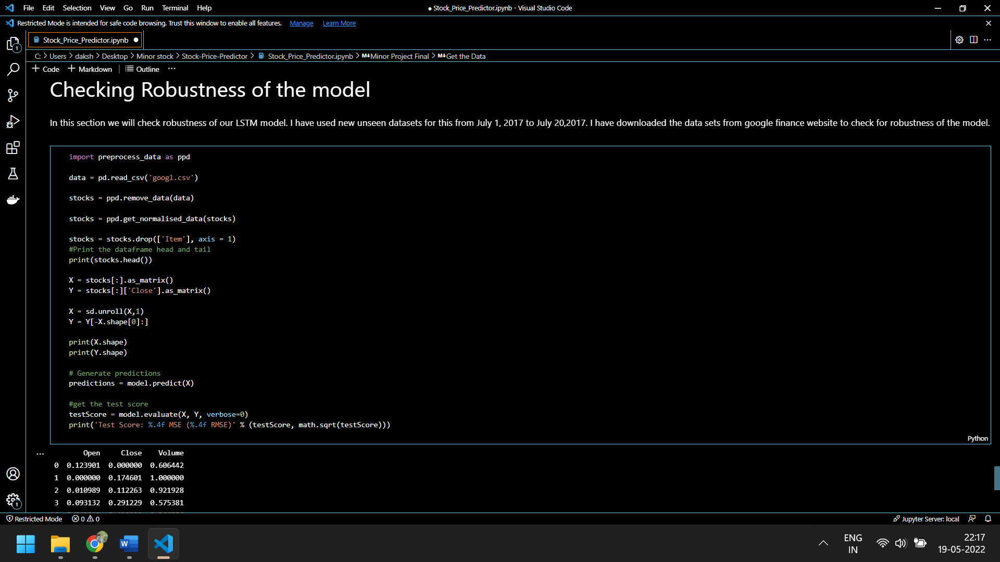 File Edit Selection View Go Run Terminal Help
● Stock_Price_Predictor.ipynb - Visual Studio Code
Restricted Mode is intended for safe code browsing. Trust this window to enable all features. Manage Learn More
Stock_Price_Predictor.ipynb ●
C: > Users > daksh > Desktop > Minor stock > Stock-Price-Predictor > Stock_Price_Predictor.ipynb > M↓Minor Project Final > M↓Get the Data
+ Code + Markdown | Outline ...
Checking Robustness of the model
In this section we will check robustness of our LSTM model. I have used new unseen datasets for this from July 1, 2017 to July 20,2017. I have downloaded the data sets from google finance website to check for robustness of the model.
import preprocess_data as ppd
data = pd.read_csv('googl.csv')
stocks = ppd.remove_data(data)
stocks = ppd.get_normalised_data(stocks)
stocks = stocks.drop(['Item'], axis = 1)
#Print the dataframe head and tail
print(stocks.head())
X = stocks[:].as_matrix()
Y = stocks[:]['Close'].as_matrix()
X = sd.unroll(X,1)
Y = Y[-X.shape[0]:]
print(X.shape)
print(Y.shape)
# Generate predictions
predictions = model.predict(X)
#get the test score
testScore = model.evaluate(X, Y, verbose=0)
print('Test Score: %.4f MSE (%.4f RMSE)' % (testScore, math.sqrt(testScore)))
Python
... Open Close Volume
0 0.123901 0.000000 0.606442
1 0.000000 0.174601 1.000000
2 0.010989 0.112263 0.921928
3 0.093132 0.291229 0.575381
1
1
Restricted Mode 0 0
Jupyter Server: local
W
ENG
IN
22:17
19-05-2022